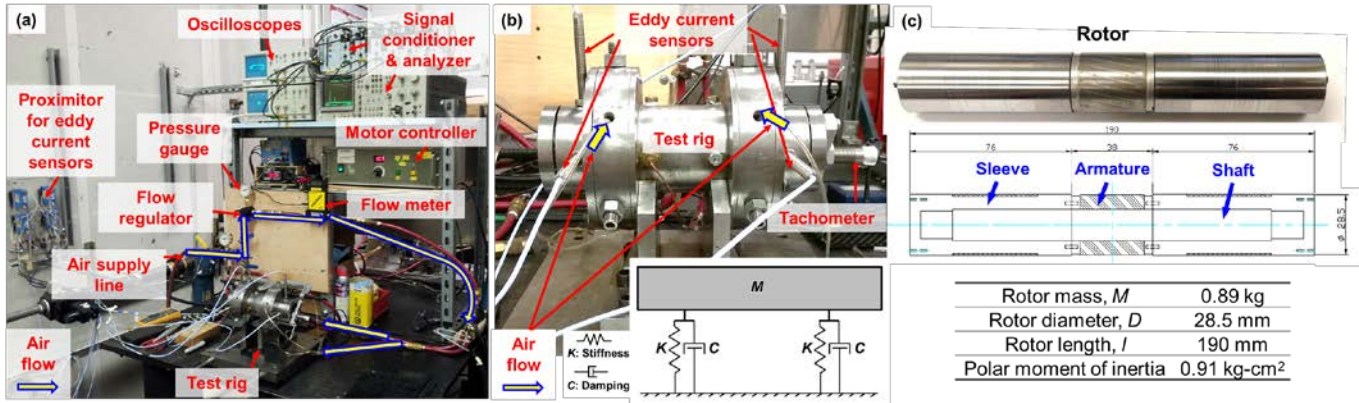 (a)
Oscilloscopes
Signal
conditioner
& analyzer
Proximitor
for eddy
current
sensors
Pressure
gauge
Motor controller
Flow
regulator
Flow meter
Air supply
line
Air
flow
Test rig
(b)
Eddy current
sensors
Test rig
Tachometer
Air
flow
K: Stiffness
C: Damping
M
K
C
K
C
(c)
Rotor
190
76
38
76
Sleeve
Armature
Shaft
ϕ 28.5
Rotor mass, M 0.89 kg
Rotor diameter, D 28.5 mm
Rotor length, l 190 mm
Polar moment of inertia 0.91 kg-cm²